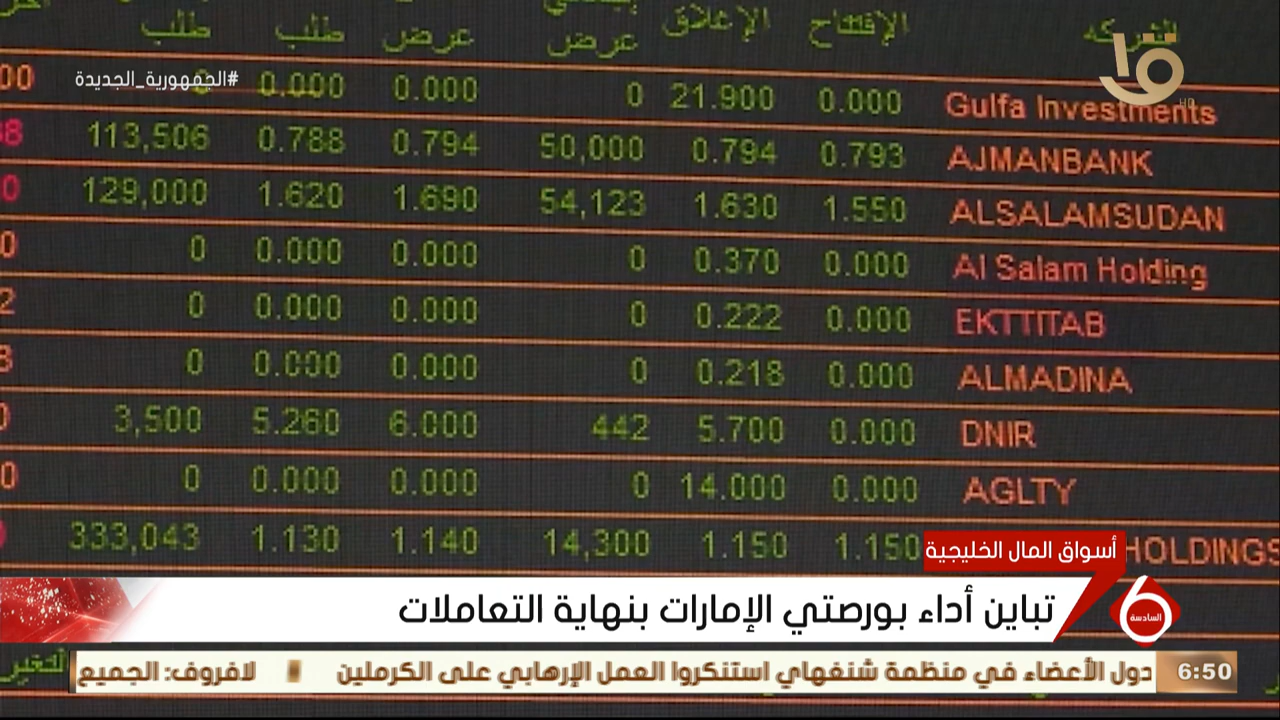 الإفتتاح الإغلاق عرض عرض طلب طلب
#الجمهورية_الجديدة
Gulfa Investments 0.000 21.900 0 0.000 0.000 0
AJMANBANK 0.793 0.794 50,000 0.794 0.788 113,506
ALSALAMSUDAN 1.550 1.630 54,123 1.690 1.620 129,000
Al Salam Holding 0.000 0.370 0 0.000 0.000 0
EKTTITAB 0.000 0.222 0 0.000 0.000 0
ALMADINA 0.000 0.218 0 0.000 0.000 0
DNIR 0.000 5.700 442 6.000 5.260 3,500
AGLTY 0.000 14.000 0 0.000 0.000 0
HOLDINGS 1.150 1.150 14,300 1.140 1.130 333,043
أسواق المال الخليجية
السادسة 6
تباين أداء بورصتي الإمارات بنهاية التعاملات
6:50
دول الأعضاء في منظمة شنغهاي استنكروا العمل الإرهابي على الكرملين لافروف: الجميع